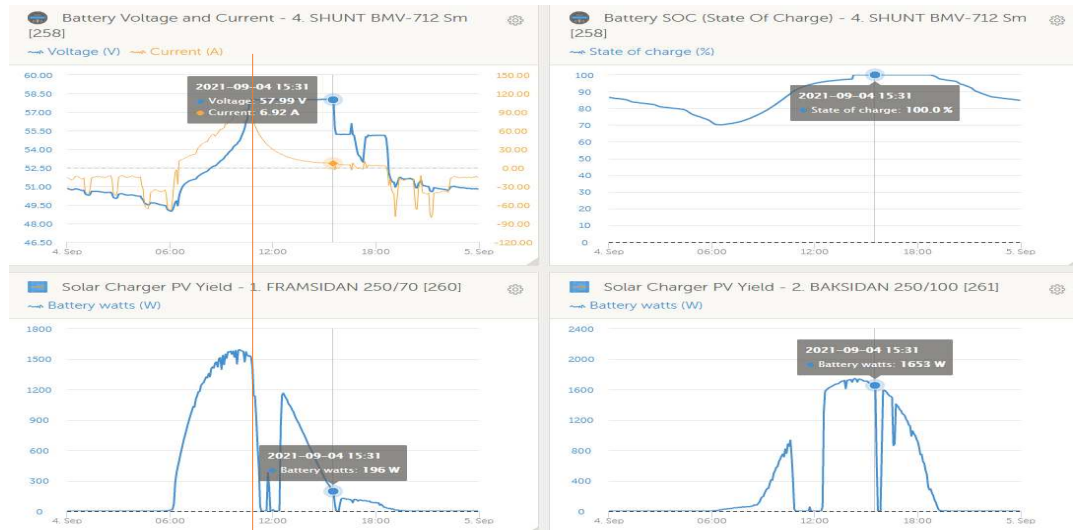 Battery Voltage and Current - 4. SHUNT BMV-712 Sm
[258]
Voltage (V) Current (A)
60.00 150.00
58.50 120.00
57.00 90.00
55.50 60.00
54.00 30.00
52.50 0.00
51.00 -30.00
49.50 -60.00
48.00 -90.00
46.50 -120.00
2021-09-04 15:31
Voltage: 57.99 V
Current: 6.92 A
4. Sep 06:00 12:00 18:00 5. Sep
Battery SOC (State Of Charge) - 4. SHUNT BMV-712 Sm
[258]
State of charge (%)
100
90
80
70
60
50
40
30
20
10
0
2021-09-04 15:31
State of charge: 100.0 %
4. Sep 06:00 12:00 18:00 5. Sep
Solar Charger PV Yield - 1. FRAMSIDAN 250/70 [260]
Battery watts (W)
1800
1500
1200
900
600
300
0
2021-09-04 15:31
Battery watts: 196 W
4. Sep 06:00 12:00 18:00 5. Sep
Solar Charger PV Yield - 2. BAKSIDAN 250/100 [261]
Battery watts (W)
2400
2000
1600
1200
800
400
0
2021-09-04 15:31
Battery watts: 1653 W
4. Sep 06:00 12:00 18:00 5. Sep